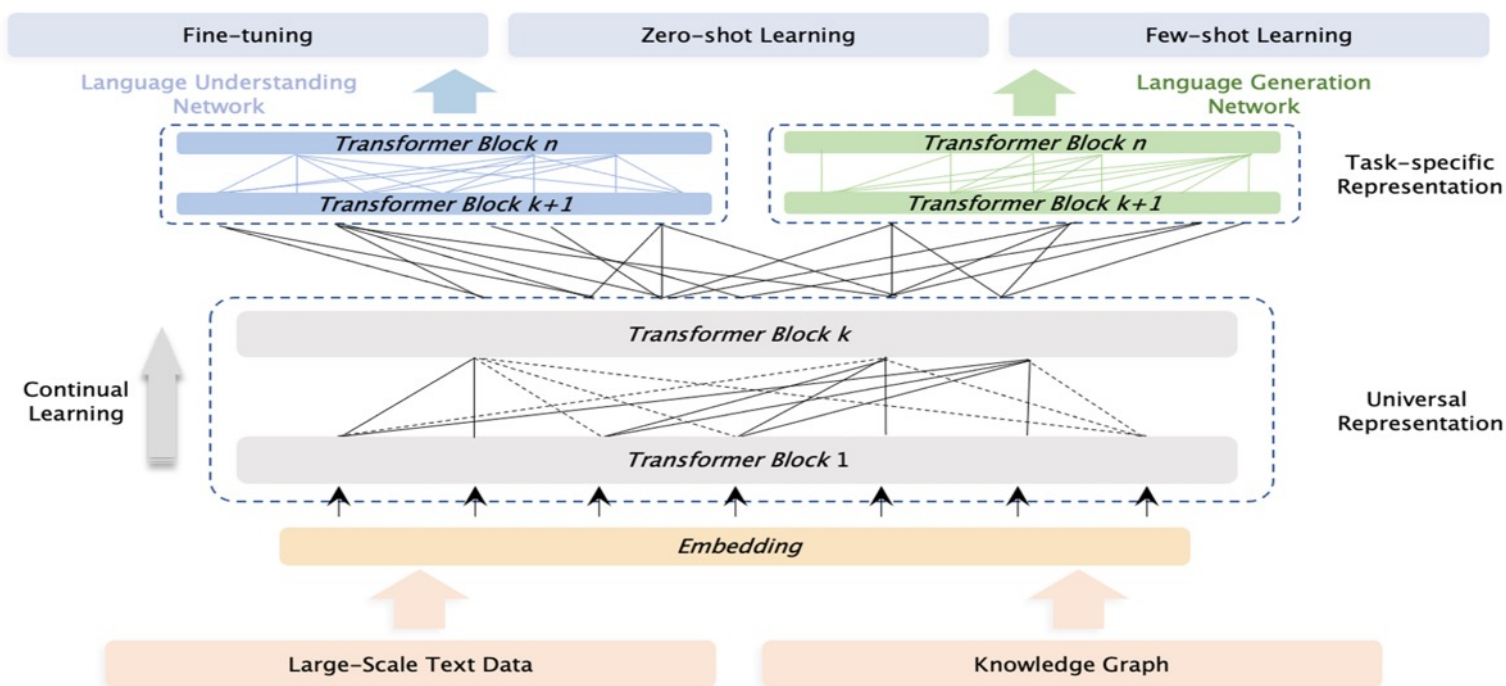 Fine-tuning
Zero-shot Learning
Few-shot Learning
Language Understanding
Network
Language Generation
Network
Transformer Block n
Transformer Block n
Transformer Block k+1
Transformer Block k+1
Task-specific
Representation
Transformer Block k
Continual
Learning
Universal
Representation
Transformer Block 1
Embedding
Large-Scale Text Data
Knowledge Graph